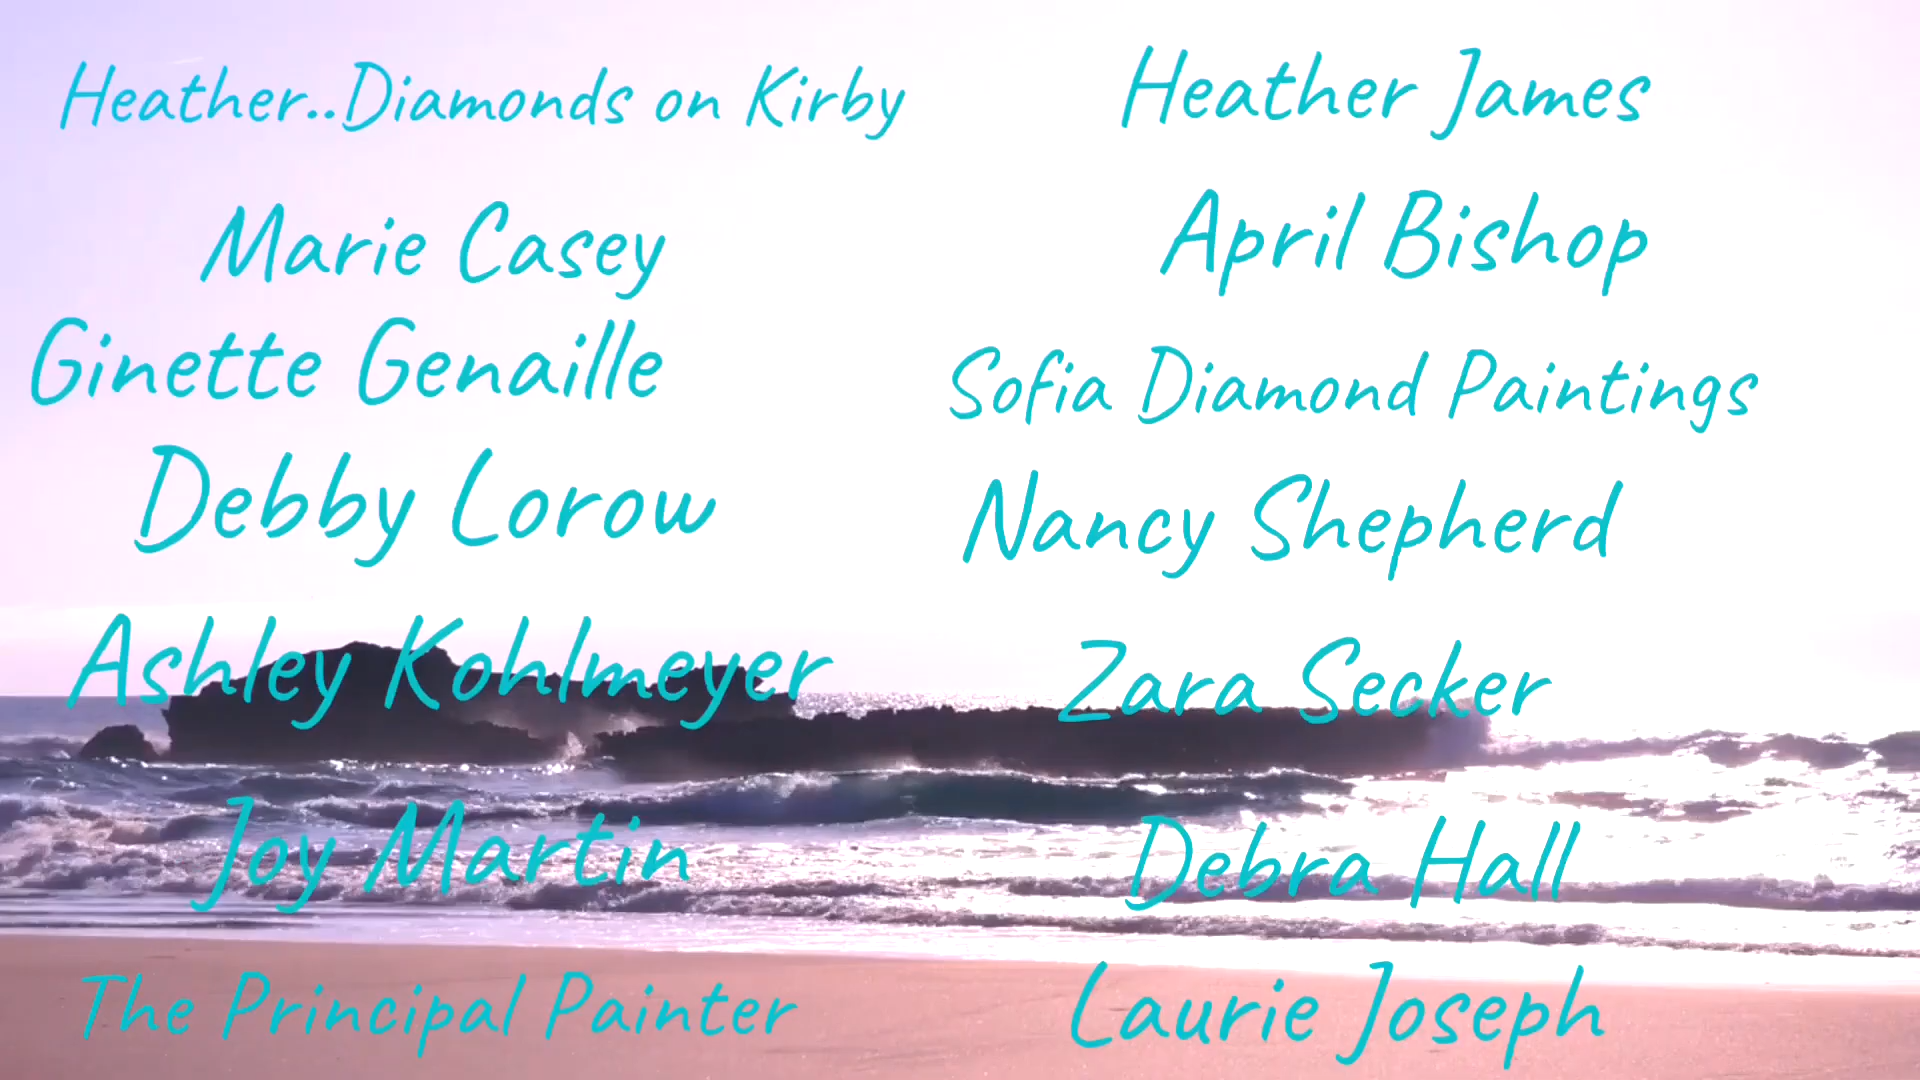 Heather..Diamonds on Kirby
Marie Casey
Ginette Genaille
Debby Lorow
Ashley Kohlmeyer
Joy Martin
The Principal Painter
Heather James
April Bishop
Sofia Diamond Paintings
Nancy Shepherd
Zara Secker
Debra Hall
Laurie Joseph